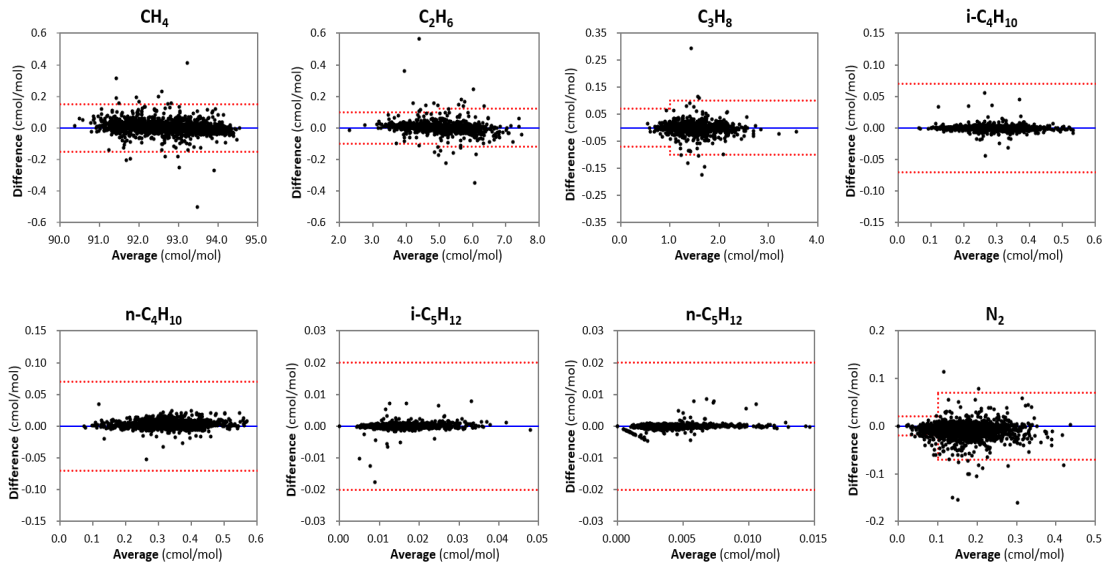 CH₄
Difference (cmol/mol)
0.6
0.4
0.2
0.0
-0.2
-0.4
-0.6
90.0 91.0 92.0 93.0 94.0 95.0
Average (cmol/mol)
C₂H₆
Difference (cmol/mol)
0.6
0.4
0.2
0.0
-0.2
-0.4
-0.6
2.0 3.0 4.0 5.0 6.0 7.0 8.0
Average (cmol/mol)
C₃H₈
Difference (cmol/mol)
0.35
0.25
0.15
0.05
-0.05
-0.15
-0.25
-0.35
0.0 1.0 2.0 3.0 4.0
Average (cmol/mol)
i-C₄H₁₀
Difference (cmol/mol)
0.15
0.10
0.05
0.00
-0.05
-0.10
-0.15
0.0 0.1 0.2 0.3 0.4 0.5 0.6
Average (cmol/mol)
n-C₄H₁₀
Difference (cmol/mol)
0.15
0.10
0.05
0.00
-0.05
-0.10
-0.15
0.0 0.1 0.2 0.3 0.4 0.5 0.6
Average (cmol/mol)
i-C₅H₁₂
Difference (cmol/mol)
0.03
0.02
0.01
0.00
-0.01
-0.02
-0.03
0.00 0.01 0.02 0.03 0.04 0.05
Average (cmol/mol)
n-C₅H₁₂
Difference (cmol/mol)
0.03
0.02
0.01
0.00
-0.01
-0.02
-0.03
0.000 0.005 0.010 0.015
Average (cmol/mol)
N₂
Difference (cmol/mol)
0.2
0.1
0.0
-0.1
-0.2
0.0 0.1 0.2 0.3 0.4 0.5
Average (cmol/mol)